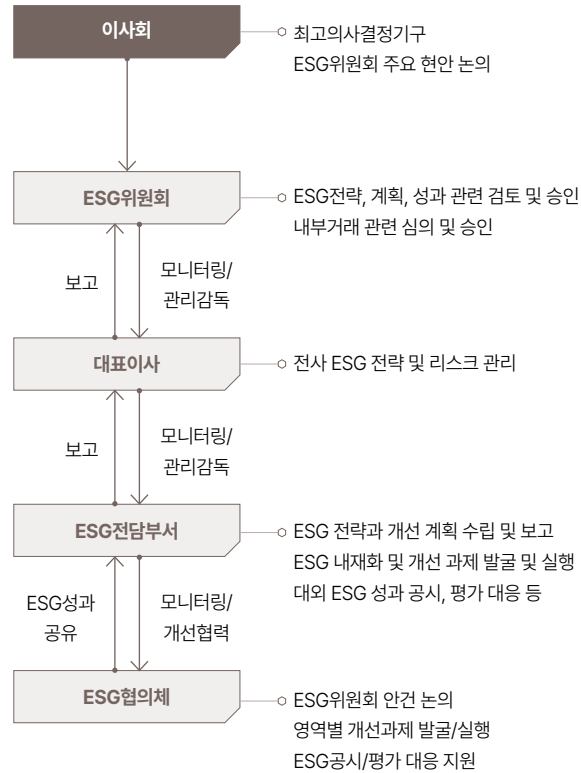 이사회
최고의사결정기구
ESG위원회 주요 현안 논의
ESG위원회
ESG전략, 계획, 성과 관련 검토 및 승인
내부거래 관련 심의 및 승인
보고
모니터링/
관리감독
대표이사
전사 ESG 전략 및 리스크 관리
보고
모니터링/
관리감독
ESG전담부서
ESG 전략과 개선 계획 수립 및 보고
ESG 내재화 및 개선 과제 발굴 및 실행
대외 ESG 성과 공시, 평가 대응 등
ESG성과
공유
모니터링/
개선협력
ESG협의체
ESG위원회 안건 논의
영역별 개선과제 발굴/실행
ESG공시/평가 대응 지원